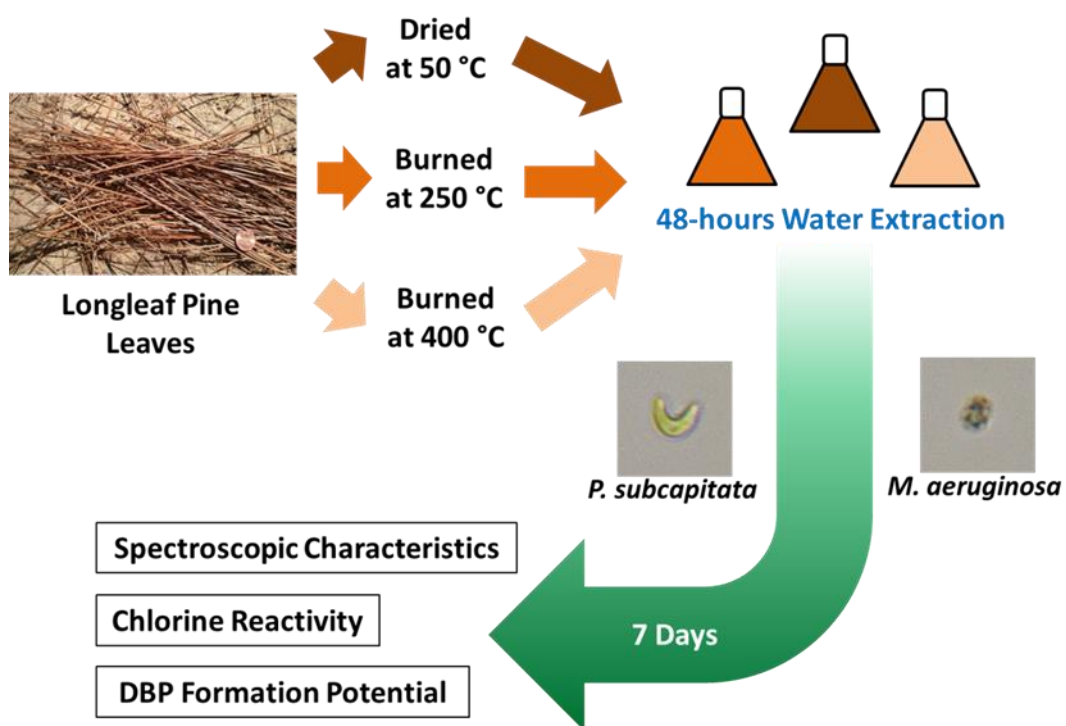 Dried
at 50 °C
Burned
at 250 °C
Burned
at 400 °C
Longleaf Pine
Leaves
48-hours Water Extraction
P. subcapitata
M. aeruginosa
7 Days
Spectroscopic Characteristics
Chlorine Reactivity
DBP Formation Potential